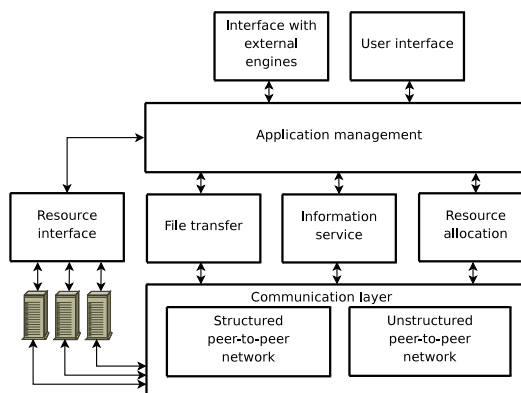 Interface with
external
engines
User interface
Application management
Resource
interface
File transfer
Information
service
Resource
allocation
Communication layer
Structured
peer-to-peer
network
Unstructured
peer-to-peer
network